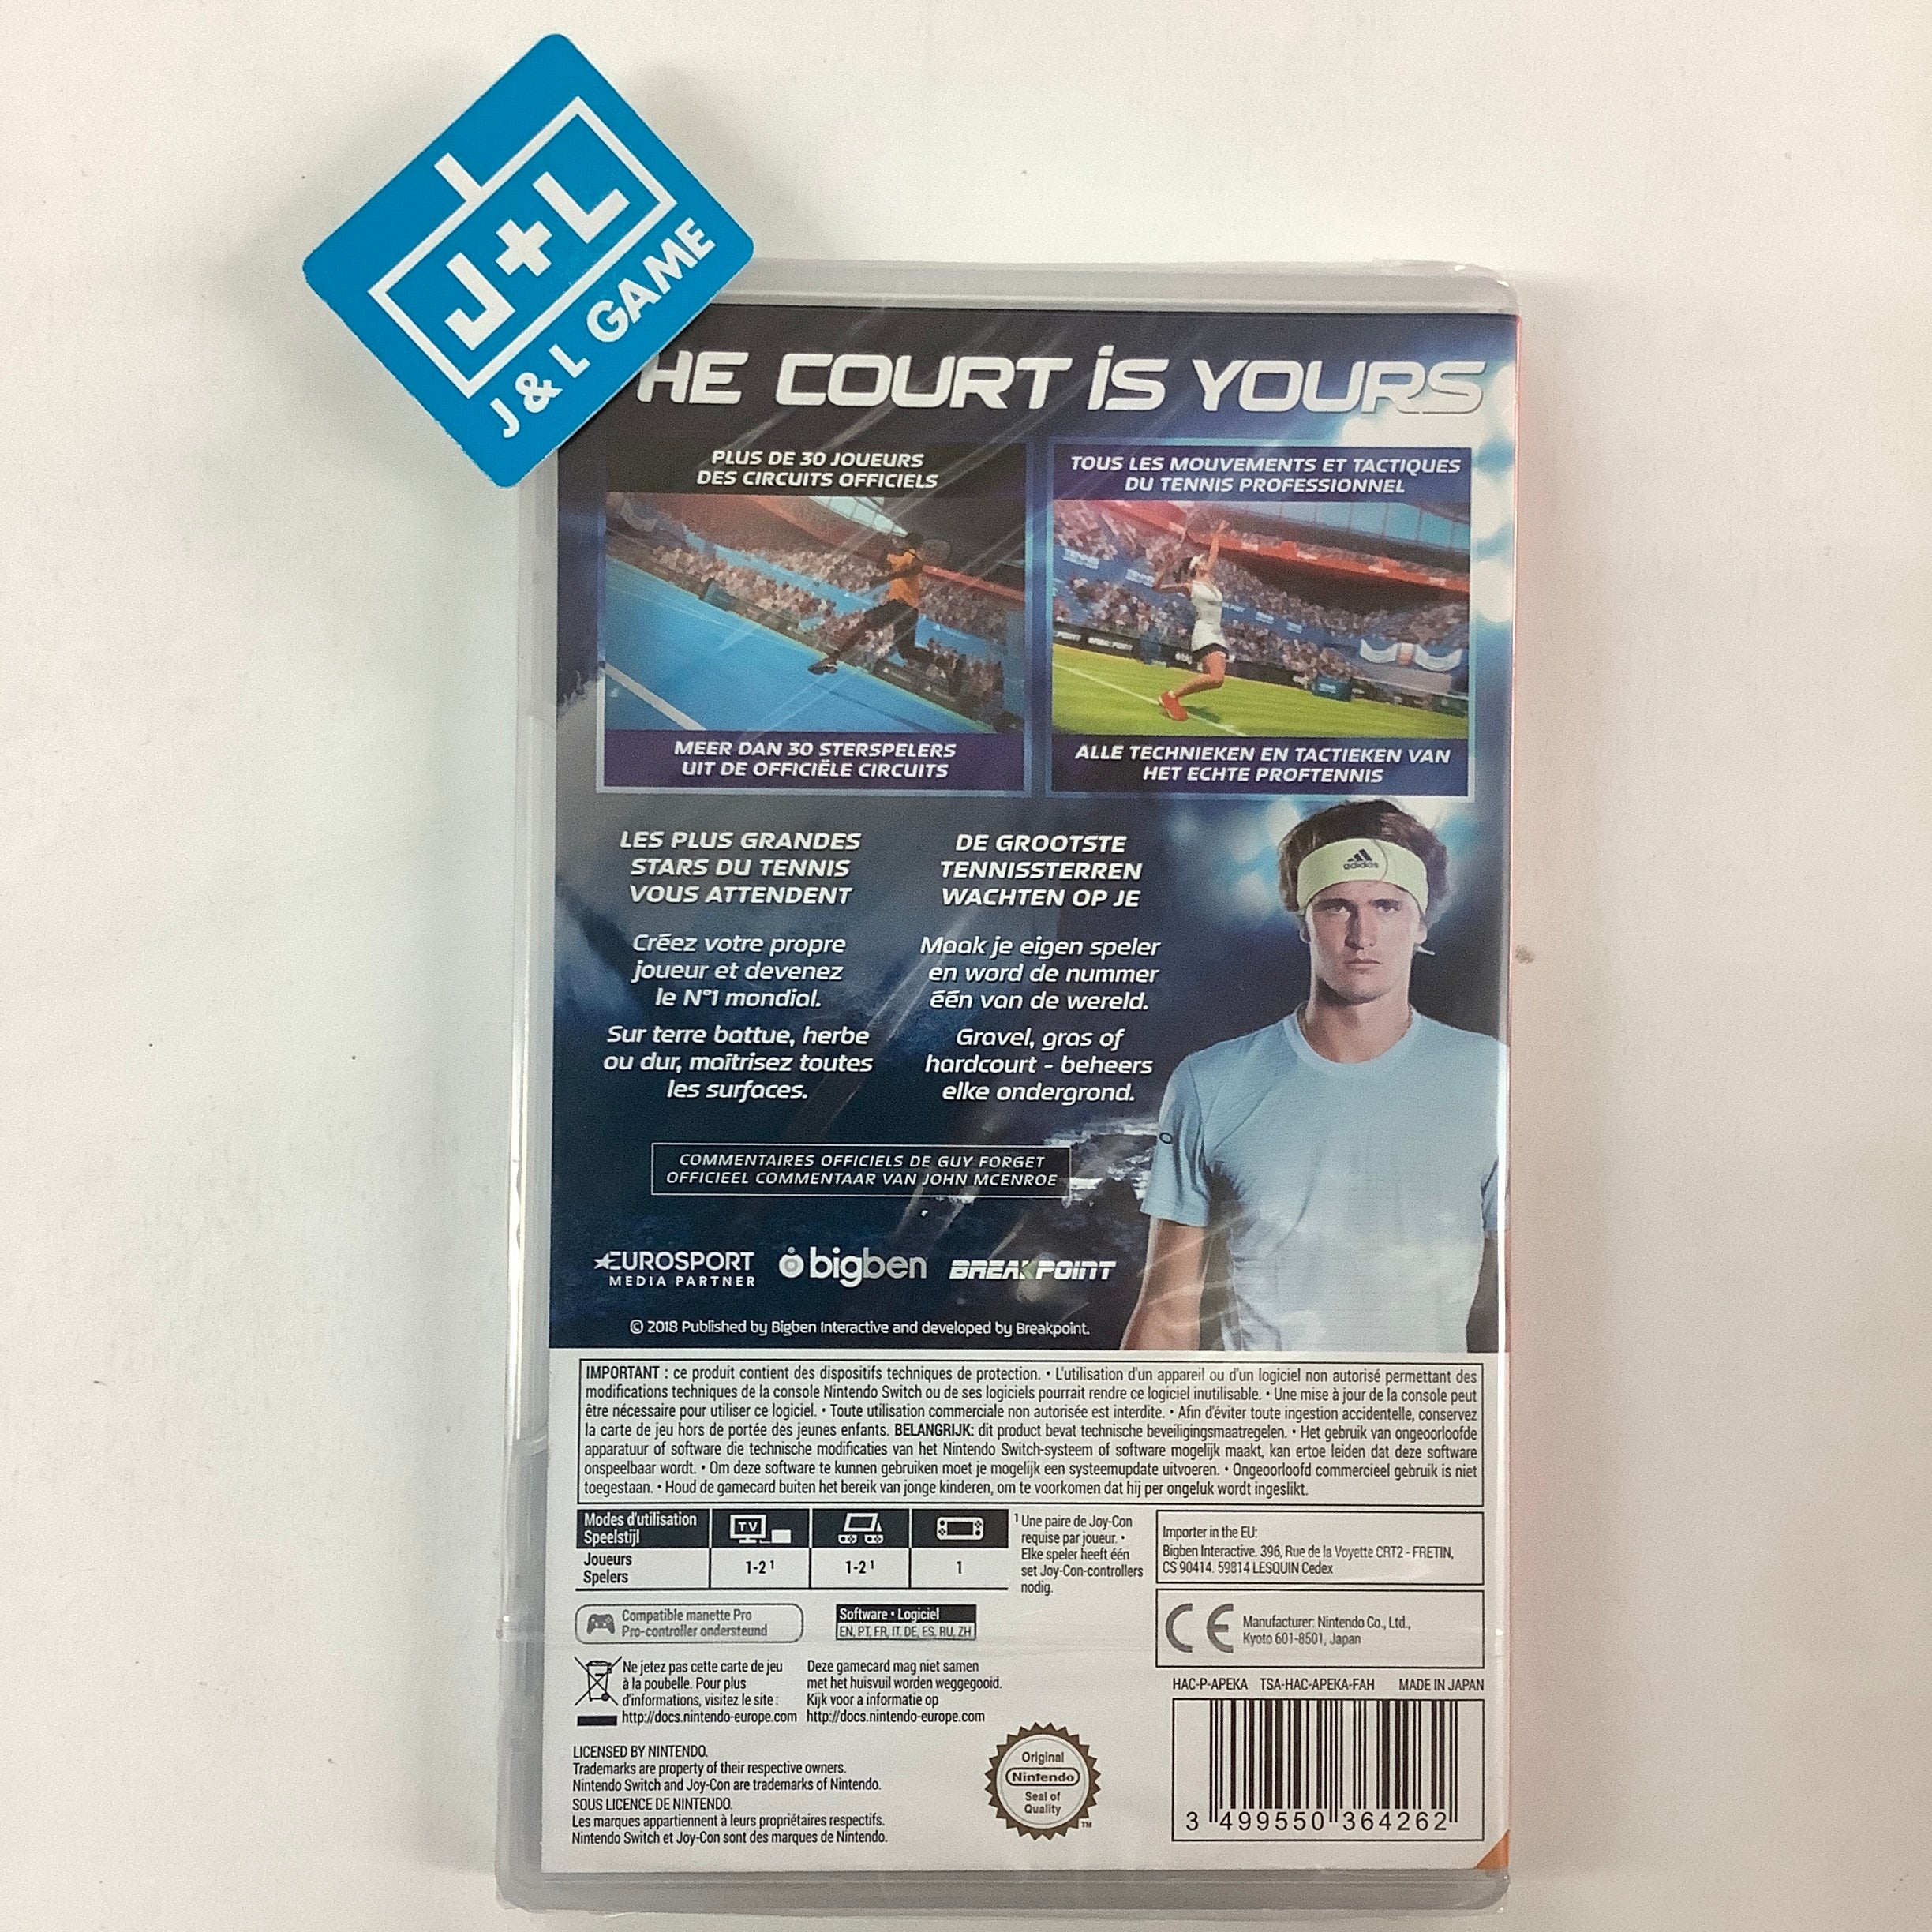 J+L
J & L GAME
HE COURT iS YOURS
PLUS DE 30 JOUEURS
DES CIRCUITS OFFICIELS
MEER DAN 30 STERSPELERS
UIT DE OFFICIËLE CIRCUITS
TOUS LES MOUVEMENTS ET TACTIQUES
DU TENNIS PROFESSIONNEL
ALLE TECHNIEKEN EN TACTIEKEN VAN
HET ECHTE PROFTENNIS
LES PLUS GRANDES
STARS DU TENNIS
VOUS ATTENDENT
Créez votre propre
joueur et devenez
le N°1 mondial.
Sur terre battue, herbe
ou dur, maîtrisez toutes
les surfaces.
DE GROOTSTE
TENNISSTERREN
WACHTEN OP JE
Maak je eigen speler
en word de nummer
één van de wereld.
Gravel, gras of
hardcourt - beheers
elke ondergrond.
adidas
COMMENTAIRES OFFICIELS DE GUY FORGET
OFFICIEEL COMMENTAAR VAN JOHN MCENROE
EUROSPORT
MEDIA PARTNER
bigben
BREAKPOINT
© 2018 Published by Bigben Interactive and developed by Breakpoint.
IMPORTANT : ce produit contient des dispositifs techniques de protection. • L'utilisation d'un appareil ou d'un logiciel non autorisé permettant des
modifications techniques de la console Nintendo Switch ou de ses logiciels pourrait rendre ce logiciel inutilisable. • Une mise à jour de la console peut
être nécessaire pour utiliser ce logiciel. • Toute utilisation commerciale non autorisée est interdite. • Afin d'éviter toute ingestion accidentelle, conservez
la carte de jeu hors de portée des jeunes enfants. BELANGRIJK: dit product bevat technische beveiligingsmaatregelen. • Het gebruik van ongeoorloofde
apparatuur of software die technische modificaties van het Nintendo Switch-systeem of software mogelijk maakt, kan ertoe leiden dat deze software
onspeelbaar wordt. • Om deze software te kunnen gebruiken moet je mogelijk een systeemupdate uitvoeren. • Ongeoorloofd commercieel gebruik is niet
toegestaan. • Houd de gamecard buiten het bereik van jonge kinderen, om te voorkomen dat hij per ongeluk wordt ingeslikt.
Modes d'utilisation
Speelstijl
TV
Joueurs
Spelers
1-2 ¹
1-2 ¹
1
¹ Une paire de Joy-Con
requise par joueur. •
Elke speler heeft één
set Joy-Con-controllers
nodig.
Importer in the EU:
Bigben Interactive. 396, Rue de la Voyette CRT2 - FRETIN,
CS 90414. 59814 LESQUIN Cedex
Compatible manette Pro
Pro-controller ondersteund
Software • Logiciel
EN, PT, FR, IT, DE, ES, RU, ZH
CE
Manufacturer: Nintendo Co., Ltd.,
Kyoto 601-8501, Japan
Ne jetez pas cette carte de jeu
à la poubelle. Pour plus
d'informations, visitez le site :
http://docs.nintendo-europe.com
Deze gamecard mag niet samen
met het huisvuil worden weggegooid.
Kijk voor a informatie op
http://docs.nintendo-europe.com
HAC-P-APEKA TSA-HAC-APEKA-FAH MADE IN JAPAN
LICENSED BY NINTENDO.
Trademarks are property of their respective owners.
Nintendo Switch and Joy-Con are trademarks of Nintendo.
SOUS LICENCE DE NINTENDO.
Les marques appartiennent à leurs propriétaires respectifs.
Nintendo Switch et Joy-Con sont des marques de Nintendo.
Original
Nintendo
Seal of
Quality
TM
3 499550 364262